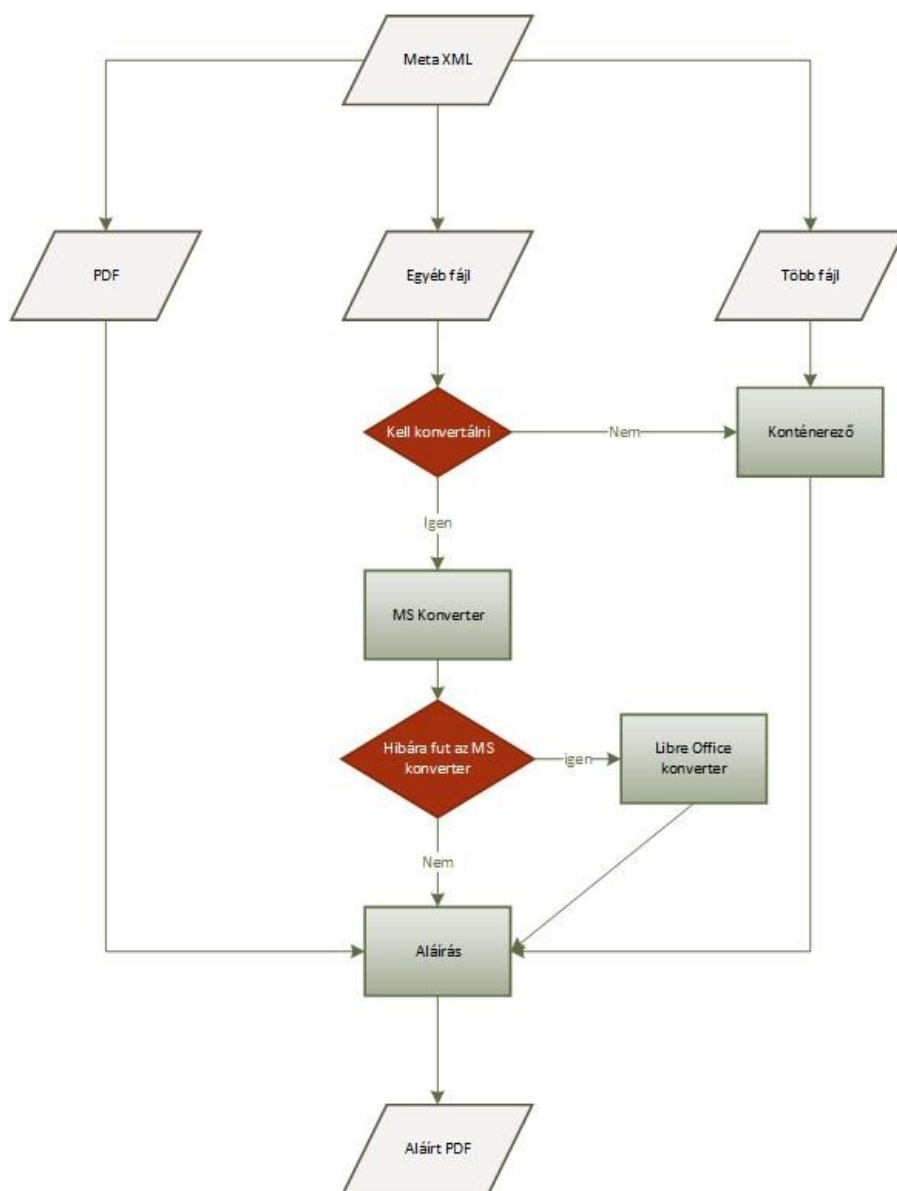 Meta XML
PDF
Egyéb fájl
Több fájl
Kell konvertálni
Nem
Konténerező
Igen
MS Konverter
Hibára fut az MS
konverter
igen
Libre Office
konverter
Nem
Aláírás
Aláírt PDF